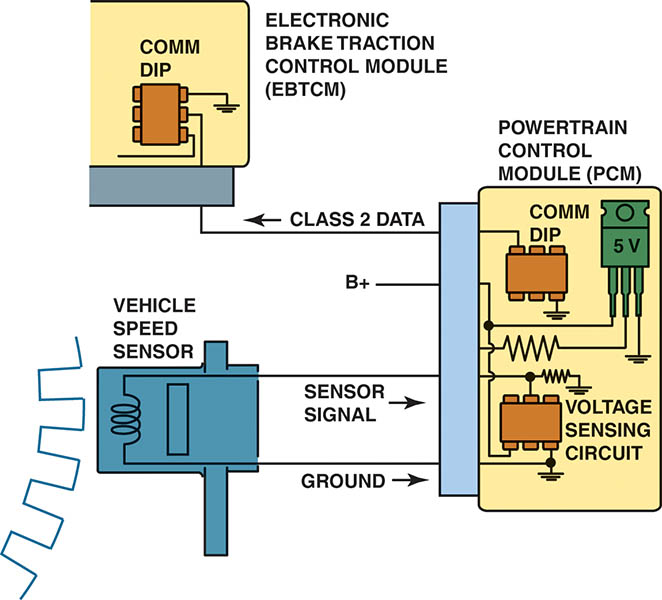 ELECTRONIC
BRAKE TRACTION
CONTROL MODULE
(EBTCM)
COMM
DIP
POWERTRAIN
CONTROL
MODULE (PCM)
COMM
DIP
5 V
CLASS 2 DATA
B+
VEHICLE
SPEED
SENSOR
SENSOR
SIGNAL
VOLTAGE
SENSING
CIRCUIT
GROUND